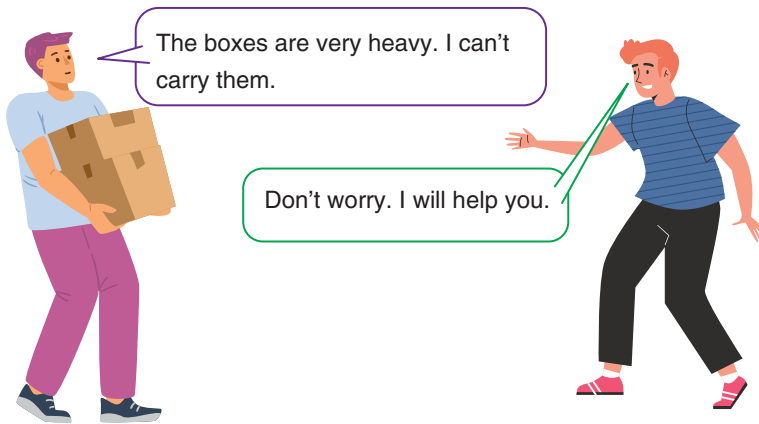 The boxes are very heavy. I can’t
carry them.
Don’t worry. I will help you.